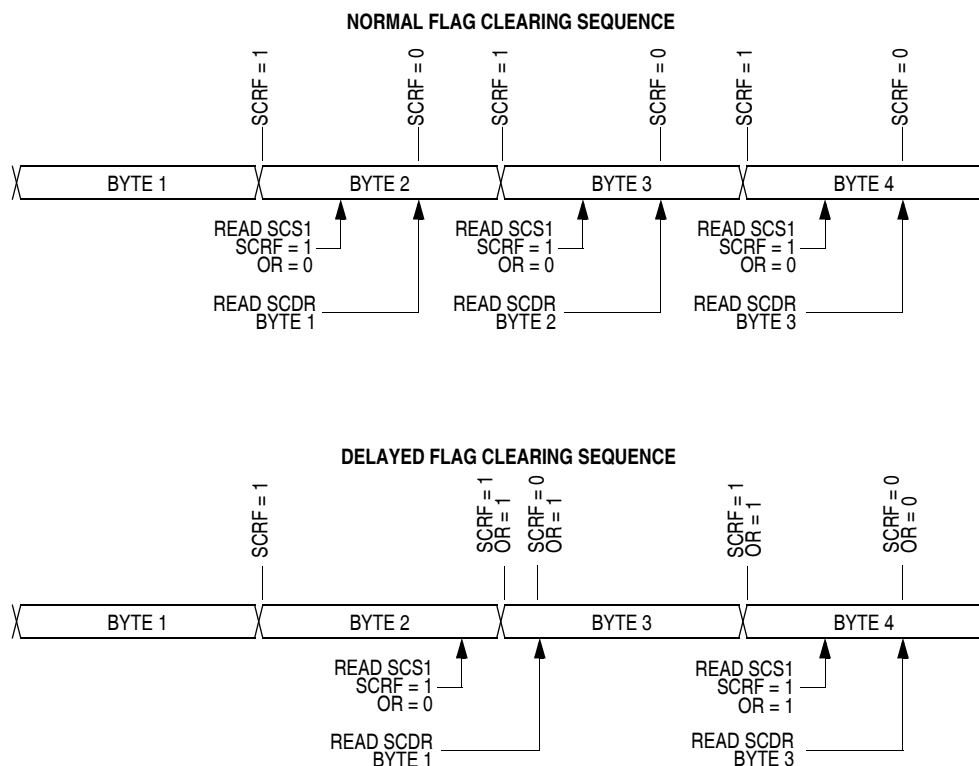 NORMAL FLAG CLEARING SEQUENCE
SCRF = 1
SCRF = 0
SCRF = 1
SCRF = 0
SCRF = 1
SCRF = 0
BYTE 1
BYTE 2
BYTE 3
BYTE 4
READ SCS1
SCRF = 1
OR = 0
READ SCS1
SCRF = 1
OR = 0
READ SCS1
SCRF = 1
OR = 0
READ SCDR
BYTE 1
READ SCDR
BYTE 2
READ SCDR
BYTE 3
DELAYED FLAG CLEARING SEQUENCE
SCRF = 1
SCRF = 1
OR = 1
SCRF = 0
OR = 1
SCRF = 1
OR = 1
SCRF = 0
OR = 0
BYTE 1
BYTE 2
BYTE 3
BYTE 4
READ SCS1
SCRF = 1
OR = 0
READ SCS1
SCRF = 1
OR = 1
READ SCDR
BYTE 1
READ SCDR
BYTE 3